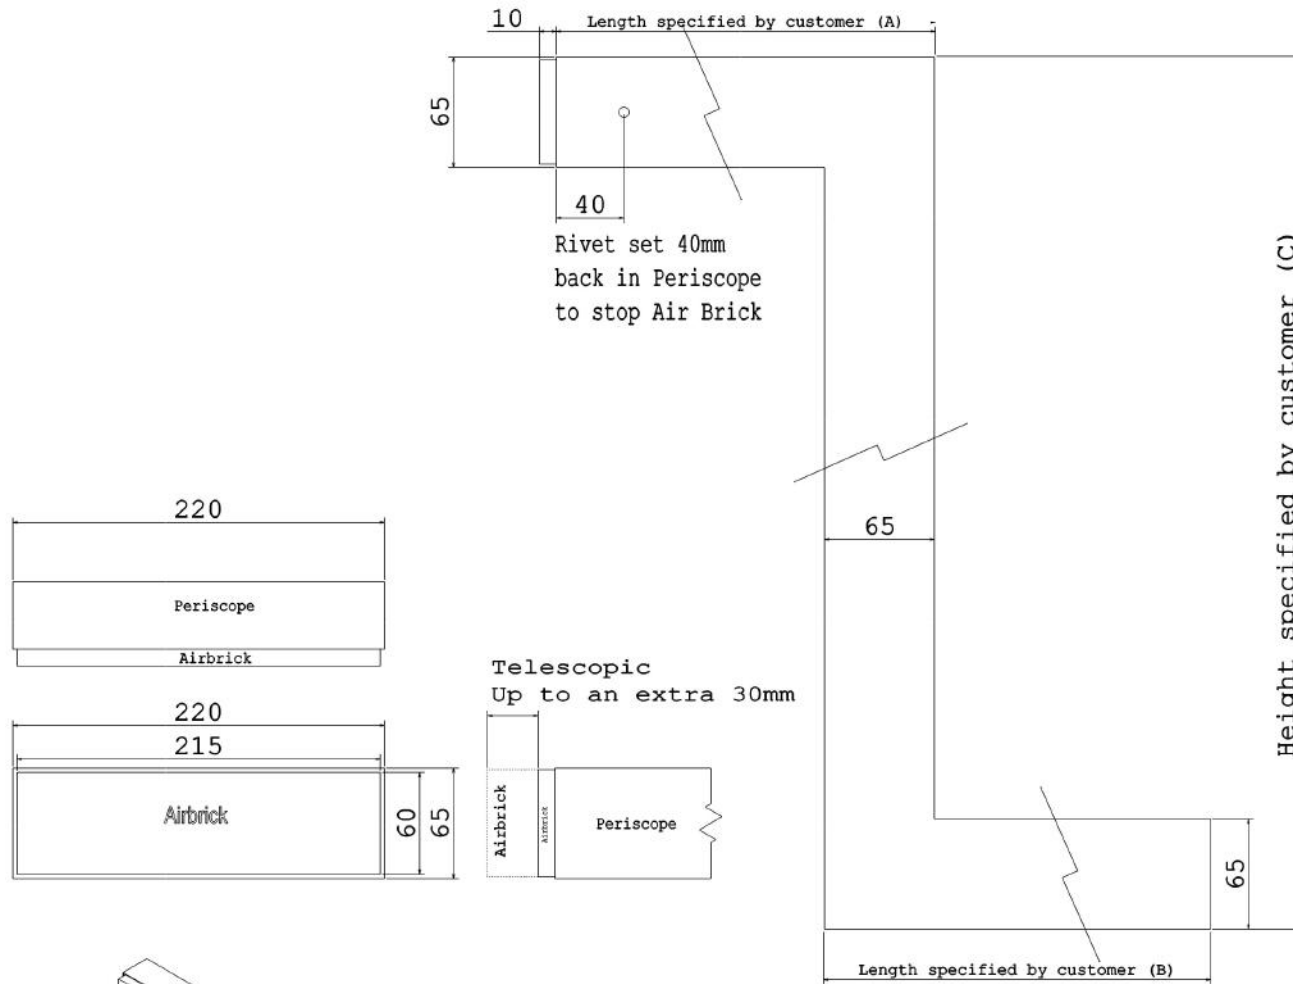 10
Length specified by customer (A)
65
40
Rivet set 40mm
back in Periscope
to stop Air Brick
Height specified by customer (C)
65
220
Periscope
Airbrick
220
215
Airbrick
60
65
Telescopic
Up to an extra 30mm
Airbrick
Airbrick
Periscope
65
Length specified by customer (B)